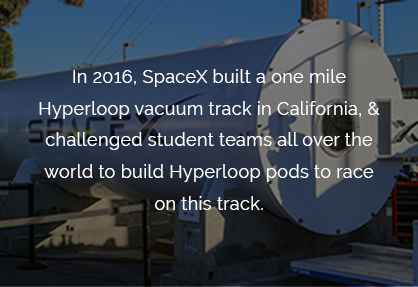 In 2016, SpaceX built a one mile
Hyperloop vacuum track in California, &
challenged student teams all over the
world to build Hyperloop pods to race
on this track.
SPACEX